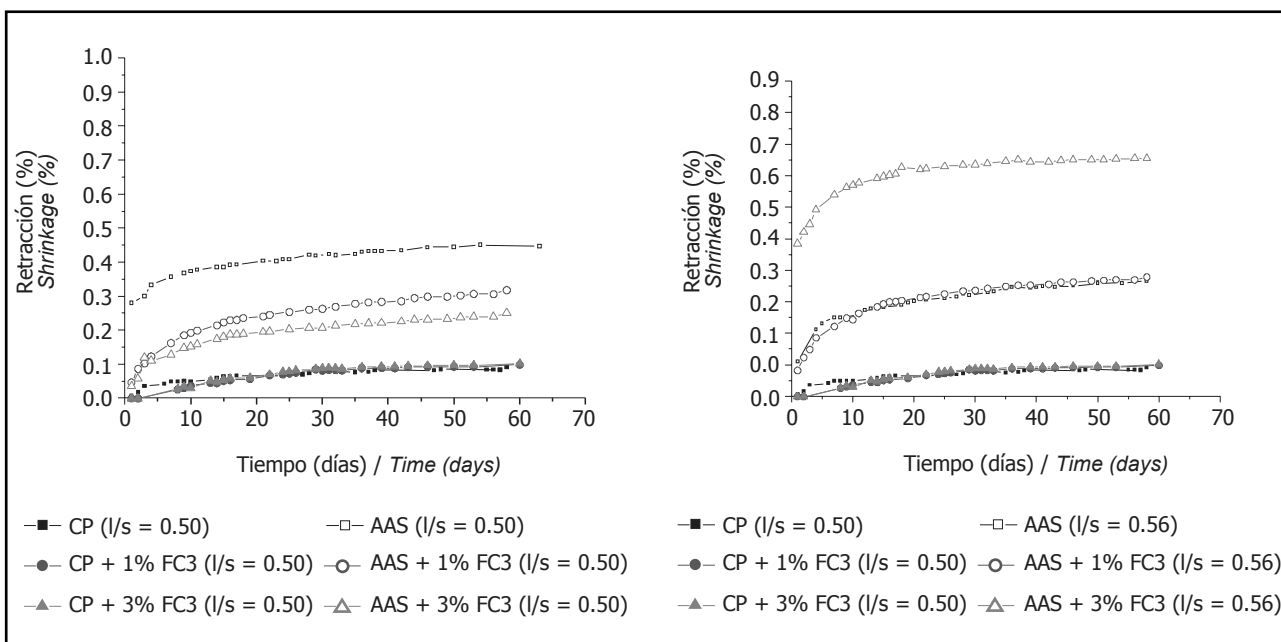 1.0
0.9
0.8
0.7
0.6
0.5
0.4
0.3
0.2
0.1
0.0
Retracción (%)
Shrinkage (%)
0 10 20 30 40 50 60 70
Tiempo (días) / Time (days)
CP (l/s = 0.50)
AAS (l/s = 0.50)
CP + 1% FC3 (l/s = 0.50)
AAS + 1% FC3 (l/s = 0.50)
CP + 3% FC3 (l/s = 0.50)
AAS + 3% FC3 (l/s = 0.50)
0.9
0.8
0.7
0.6
0.5
0.4
0.3
0.2
0.1
0.0
0.0
Retracción (%)
Shrinkage (%)
0 10 20 30 40 50 60 70
Tiempo (días) / Time (days)
CP (l/s = 0.50)
AAS (l/s = 0.56)
CP + 1% FC3 (l/s = 0.50)
AAS + 1% FC3 (l/s = 0.56)
CP + 3% FC3 (l/s = 0.50)
AAS + 3% FC3 (l/s = 0.56)